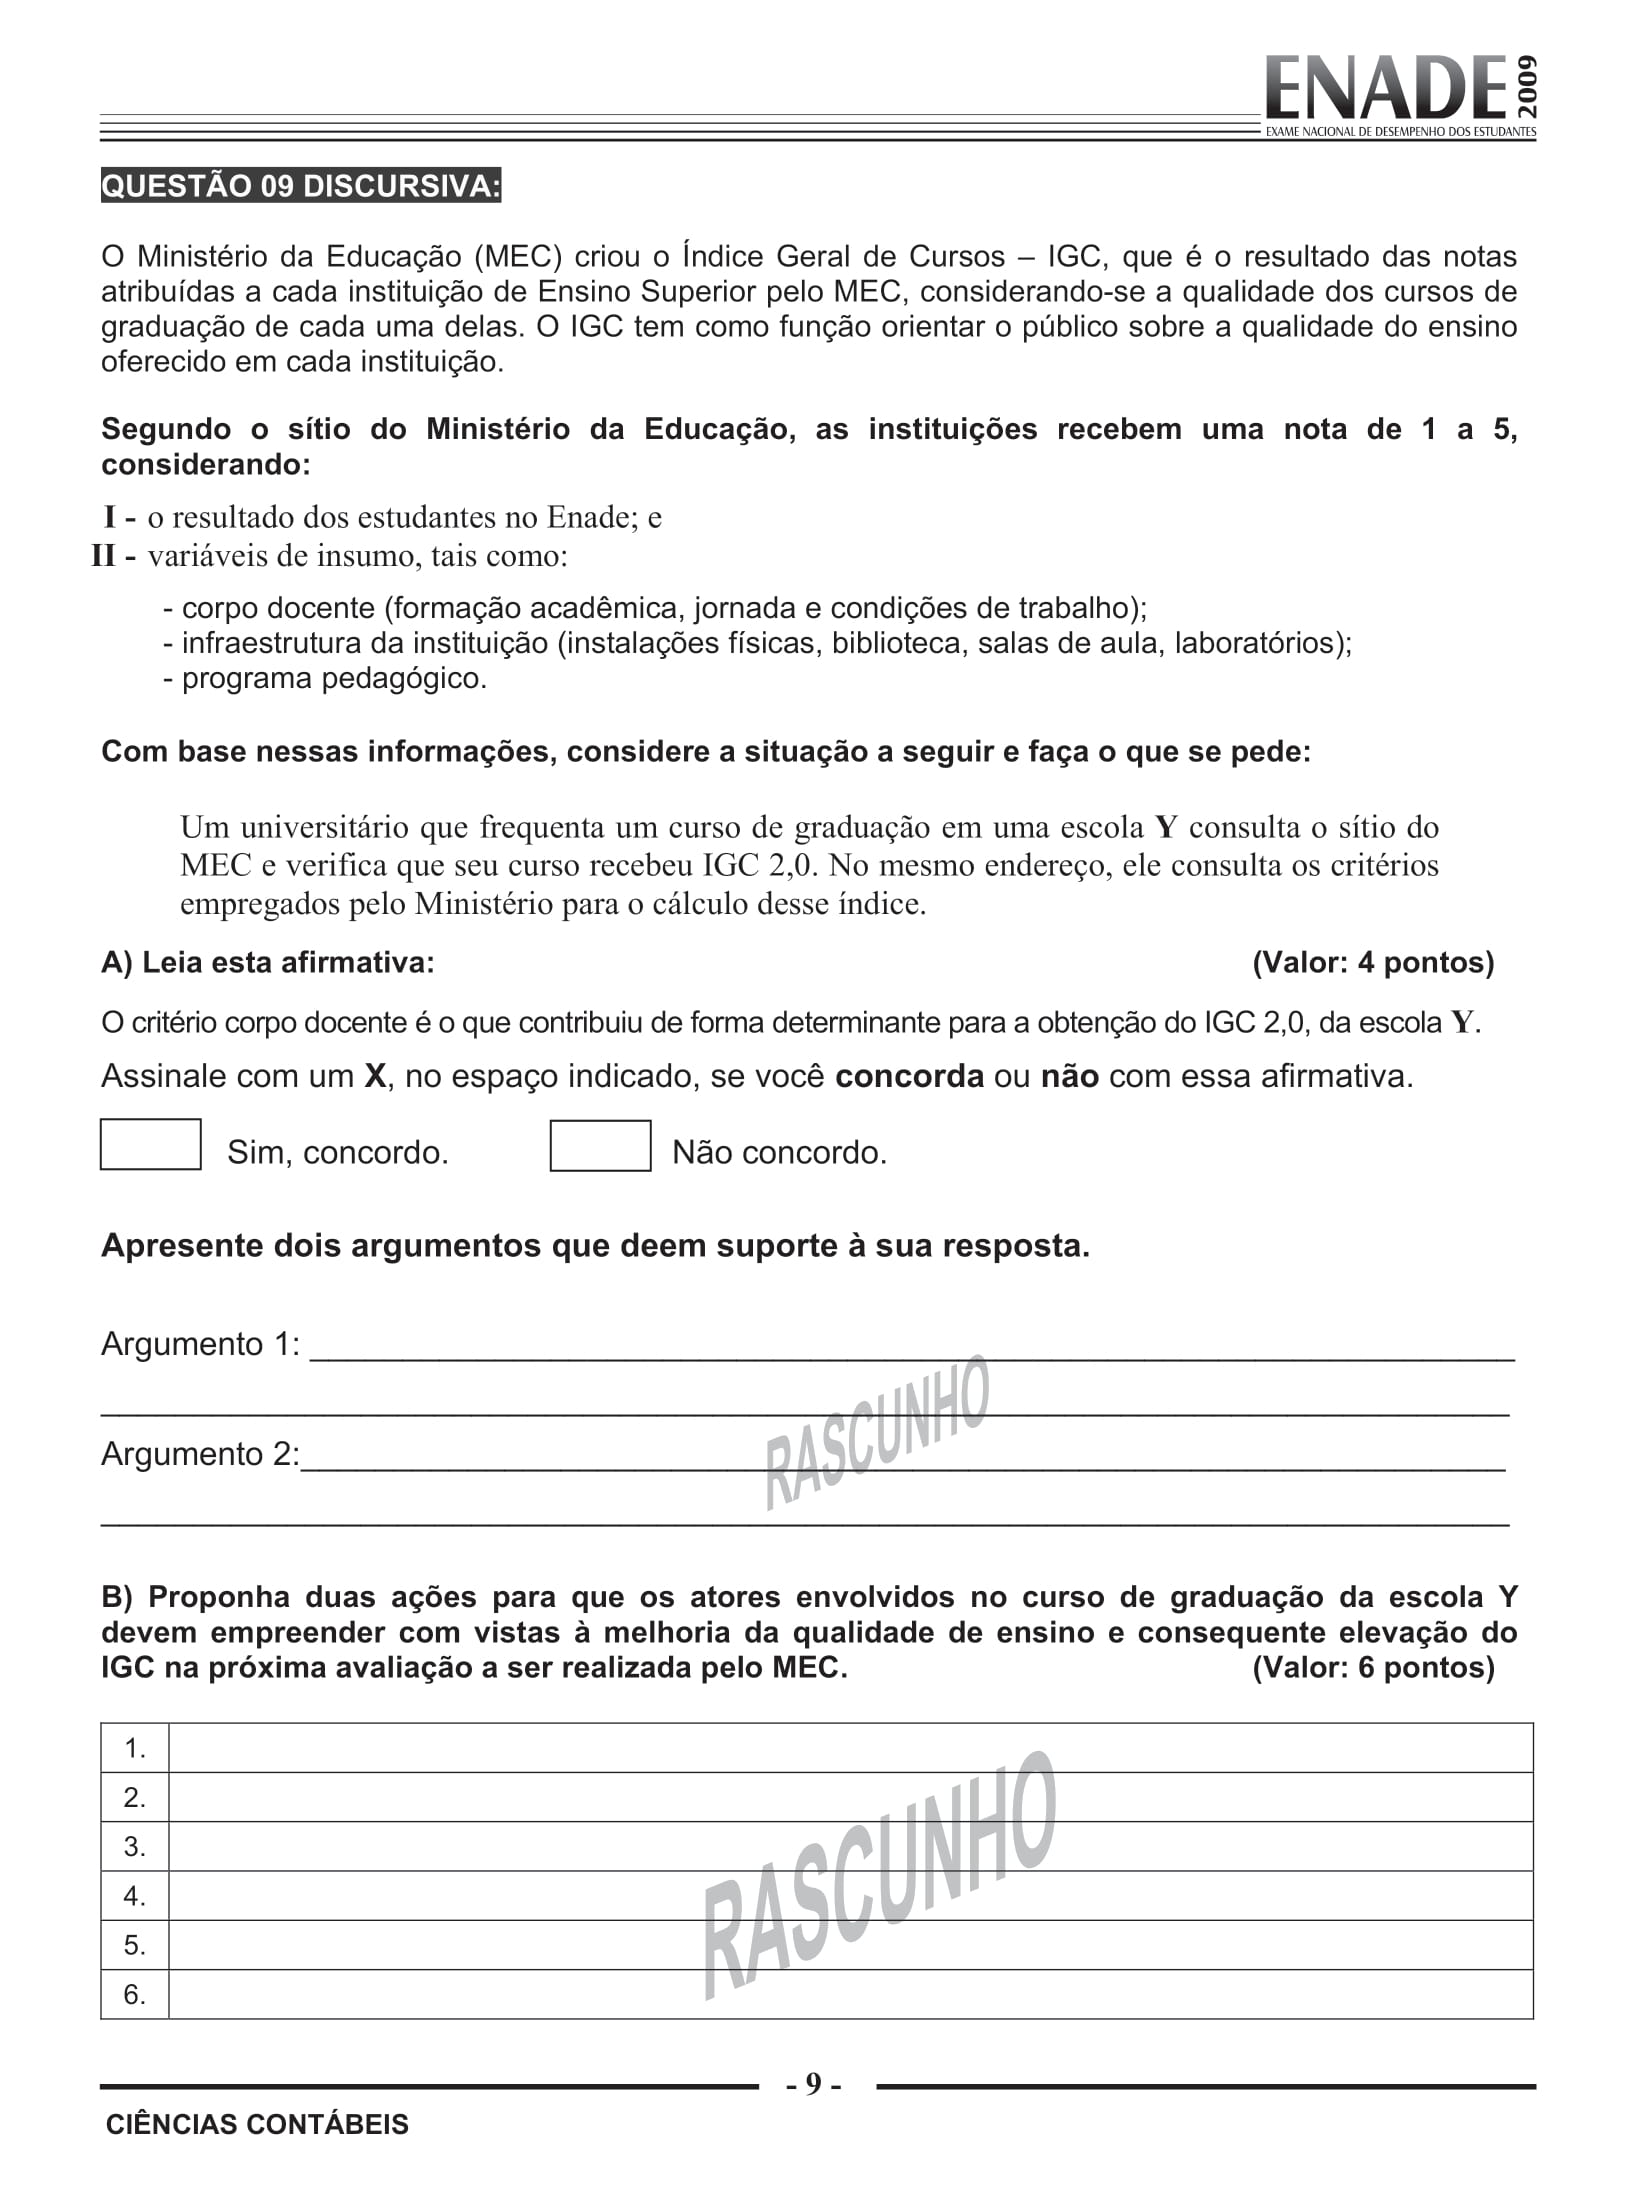 ENADE 2009
EXAME NACIONAL DE DESEMPENHO DOS ESTUDANTES
QUESTÃO 09 DISCURSIVA:
O Ministério da Educação (MEC) criou o Índice Geral de Cursos – IGC, que é o resultado das notas
atribuídas a cada instituição de Ensino Superior pelo MEC, considerando-se a qualidade dos cursos de
graduação de cada uma delas. O IGC tem como função orientar o público sobre a qualidade do ensino
oferecido em cada instituição.
Segundo o sítio do Ministério da Educação, as instituições recebem uma nota de 1 a 5,
considerando:
I - o resultado dos estudantes no Enade; e
II - variáveis de insumo, tais como:
- corpo docente (formação acadêmica, jornada e condições de trabalho);
- infraestrutura da instituição (instalações físicas, biblioteca, salas de aula, laboratórios);
- programa pedagógico.
Com base nessas informações, considere a situação a seguir e faça o que se pede:
Um universitário que frequenta um curso de graduação em uma escola Y consulta o sítio do
MEC e verifica que seu curso recebeu IGC 2,0. No mesmo endereço, ele consulta os critérios
empregados pelo Ministério para o cálculo desse índice.
A) Leia esta afirmativa: (Valor: 4 pontos)
O critério corpo docente é o que contribuiu de forma determinante para a obtenção do IGC 2,0, da escola Y.
Assinale com um X, no espaço indicado, se você concorda ou não com essa afirmativa.
Sim, concordo. Não concordo.
Apresente dois argumentos que deem suporte à sua resposta.
Argumento 1: ______
______
Argumento 2:______
______
RASCUNHO
B) Proponha duas ações para que os atores envolvidos no curso de graduação da escola Y
devem empreender com vistas à melhoria da qualidade de ensino e consequente elevação do
IGC na próxima avaliação a ser realizada pelo MEC. (Valor: 6 pontos)
1.
2.
3.
4.
5.
6.
RASCUNHO
- 9 -
CIÊNCIAS CONTÁBEIS